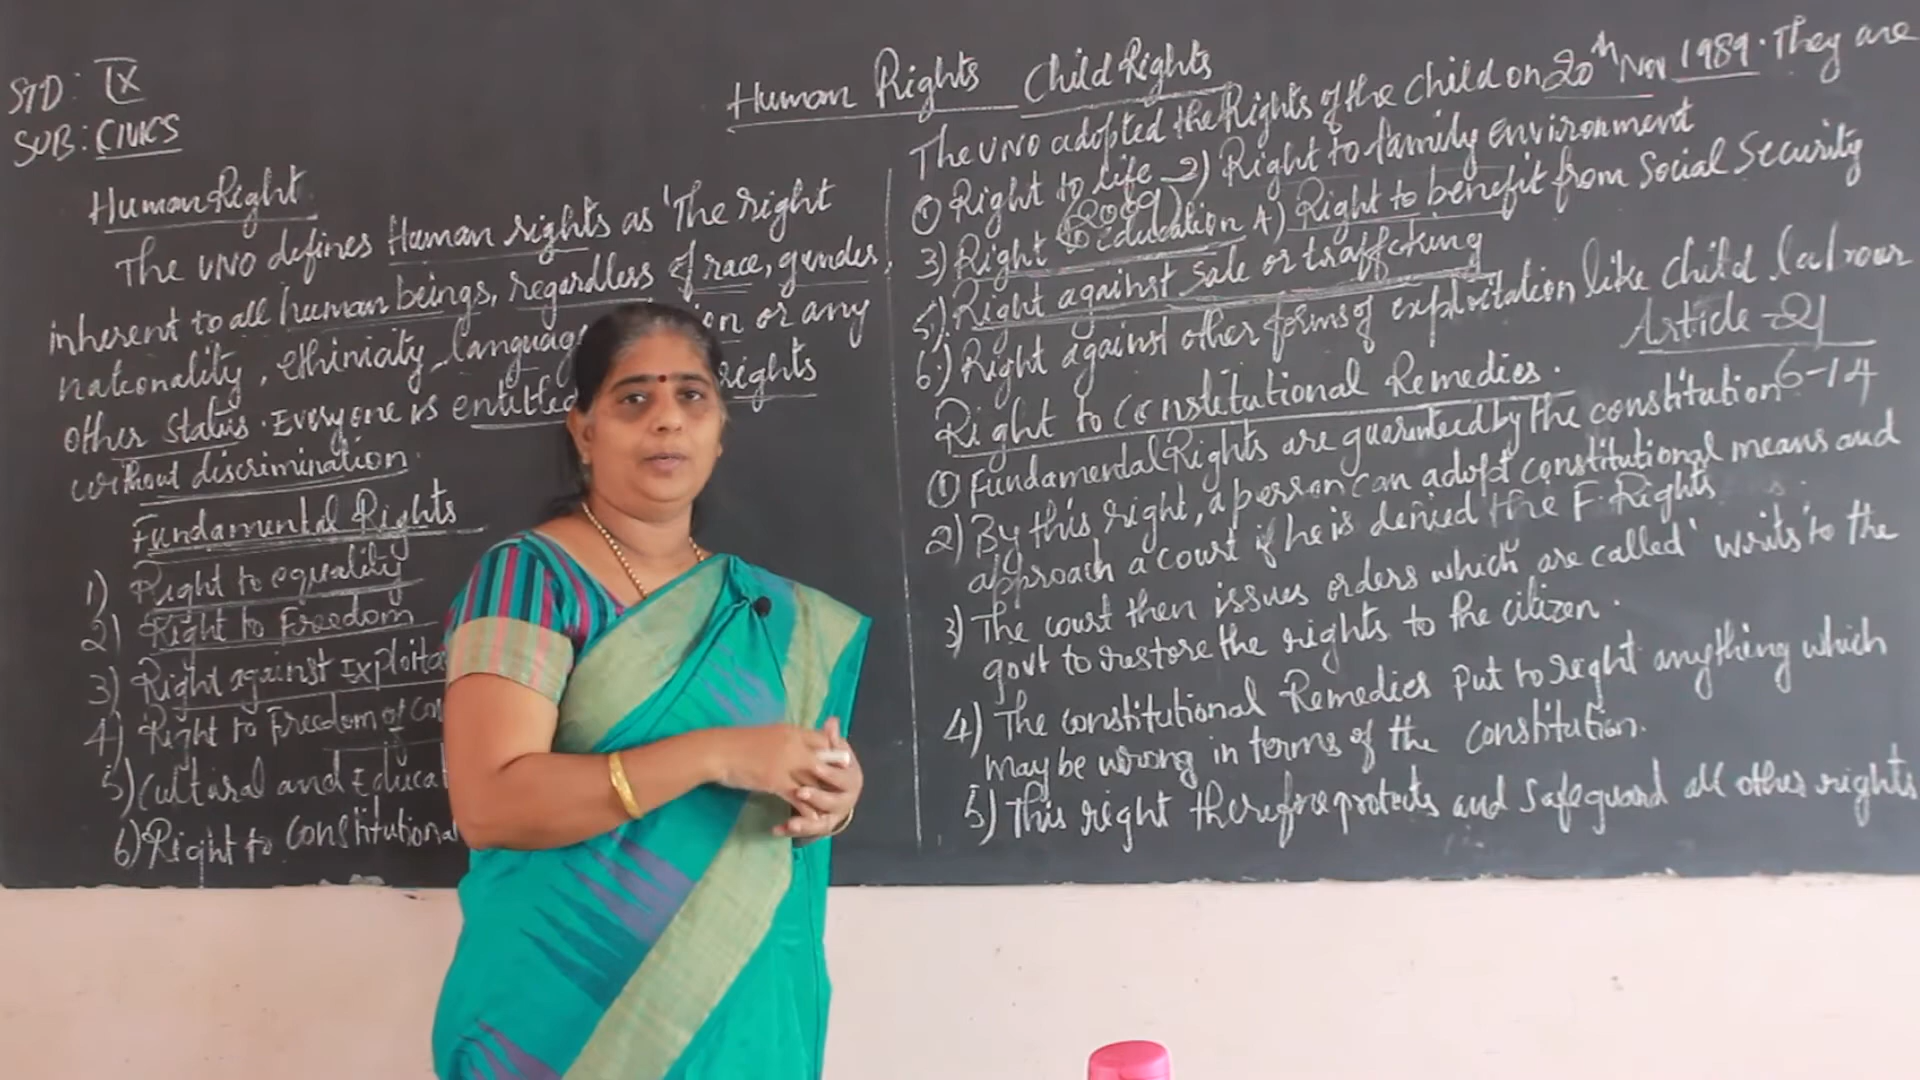 STD: IX
SUB: CIVICS
Human Rights Child Rights
Human Right
The UNO defines Human rights as 'The right
inherent to all human beings, regardless of race, gender,
nationality, ethinicity, language on or any
other status. Everyone is entitled rights
without discrimination.
Fundamental Rights
1) Right to equality
2) Right to Freedom
3) Right against Exploita
4) Right to Freedom of con
5) Cultural and Educat
6) Right to Constitutional
The UNO adopted the Rights of the child on 20th Nov 1989. They are
① Right to life 2) Right to family environment
(2009)
3) Right to Education 4) Right to benefit from Social Security
5) Right against Sale or trafficking
6) Right against other forms of exploitation like child labour
Article - 21
Right to Constitutional Remedies. 6-14
① Fundamental Rights are guaranteed by the constitution
2) By this right, a person can adopt constitutional means and
approach a court if he is denied the F. Rights
3) The court then issues orders which are called 'writs' to the
govt to restore the rights to the citizen.
4) The constitutional Remedies put to right anything which
may be wrong in terms of the constitution.
5) This right therefore protects and safeguard all other rights